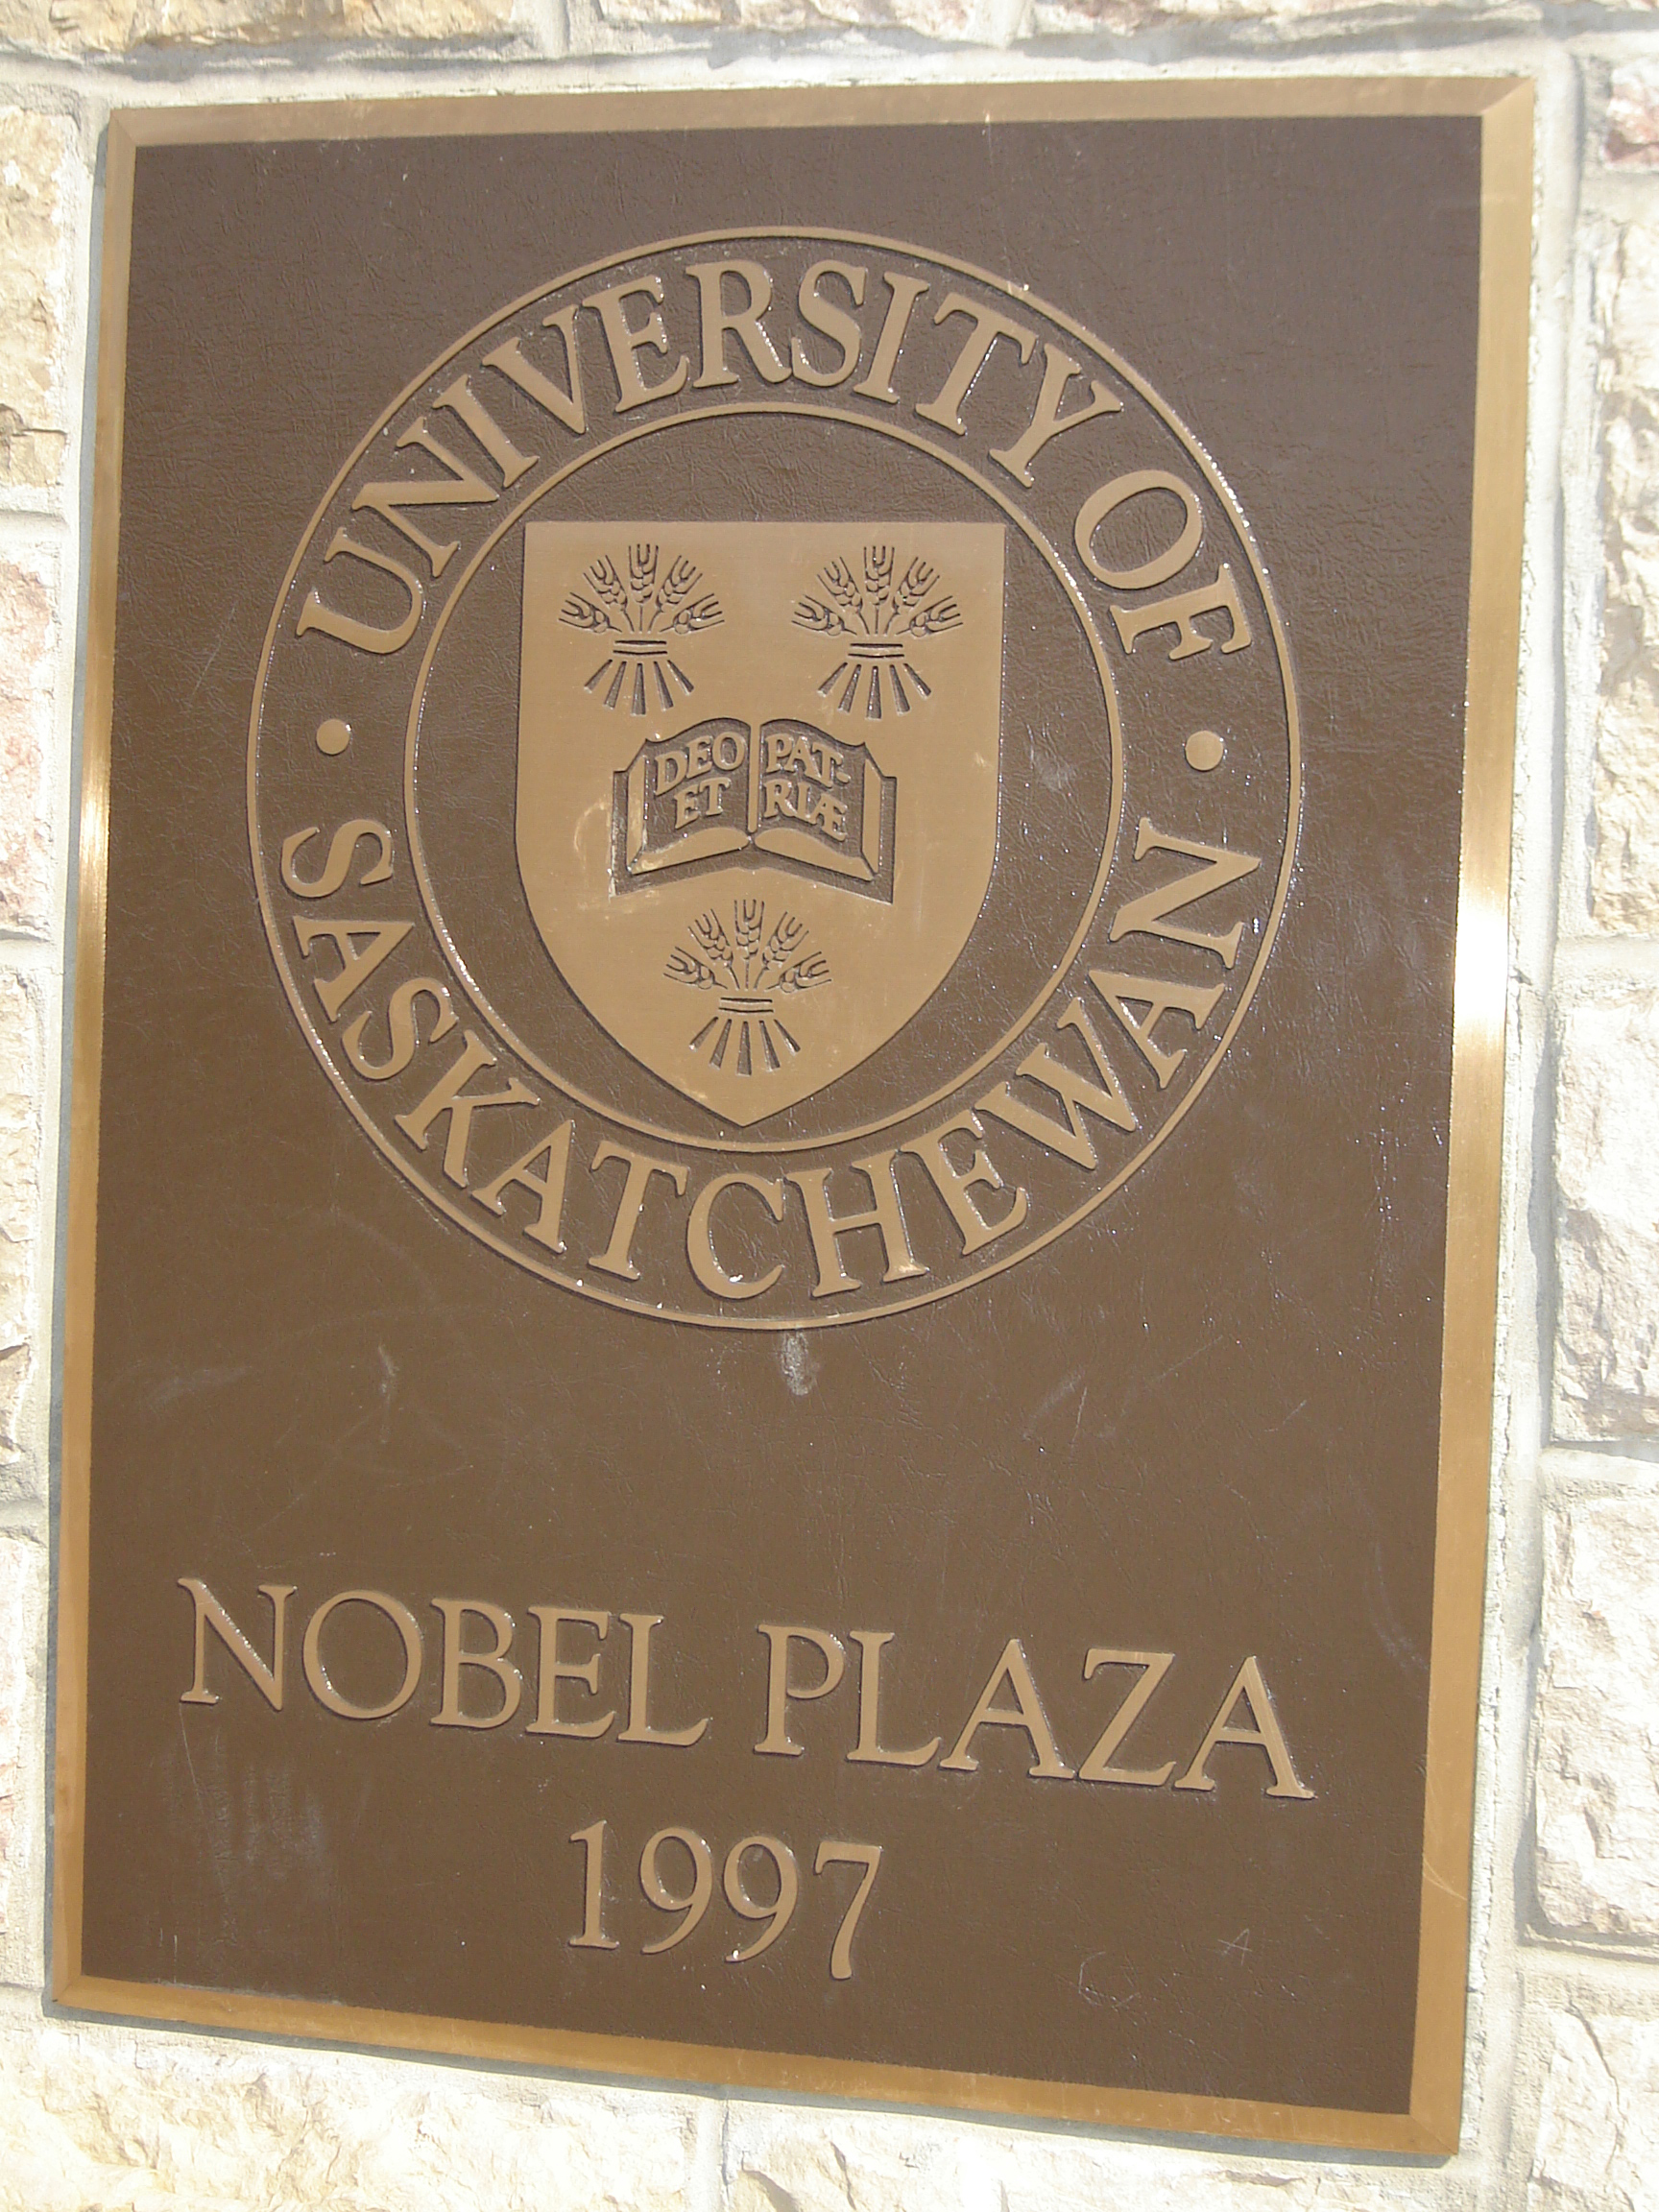 UNIVERSITY OF
· SASKATCHEWAN ·
DEO PAT-
ET RIÆ
NOBEL PLAZA
1997